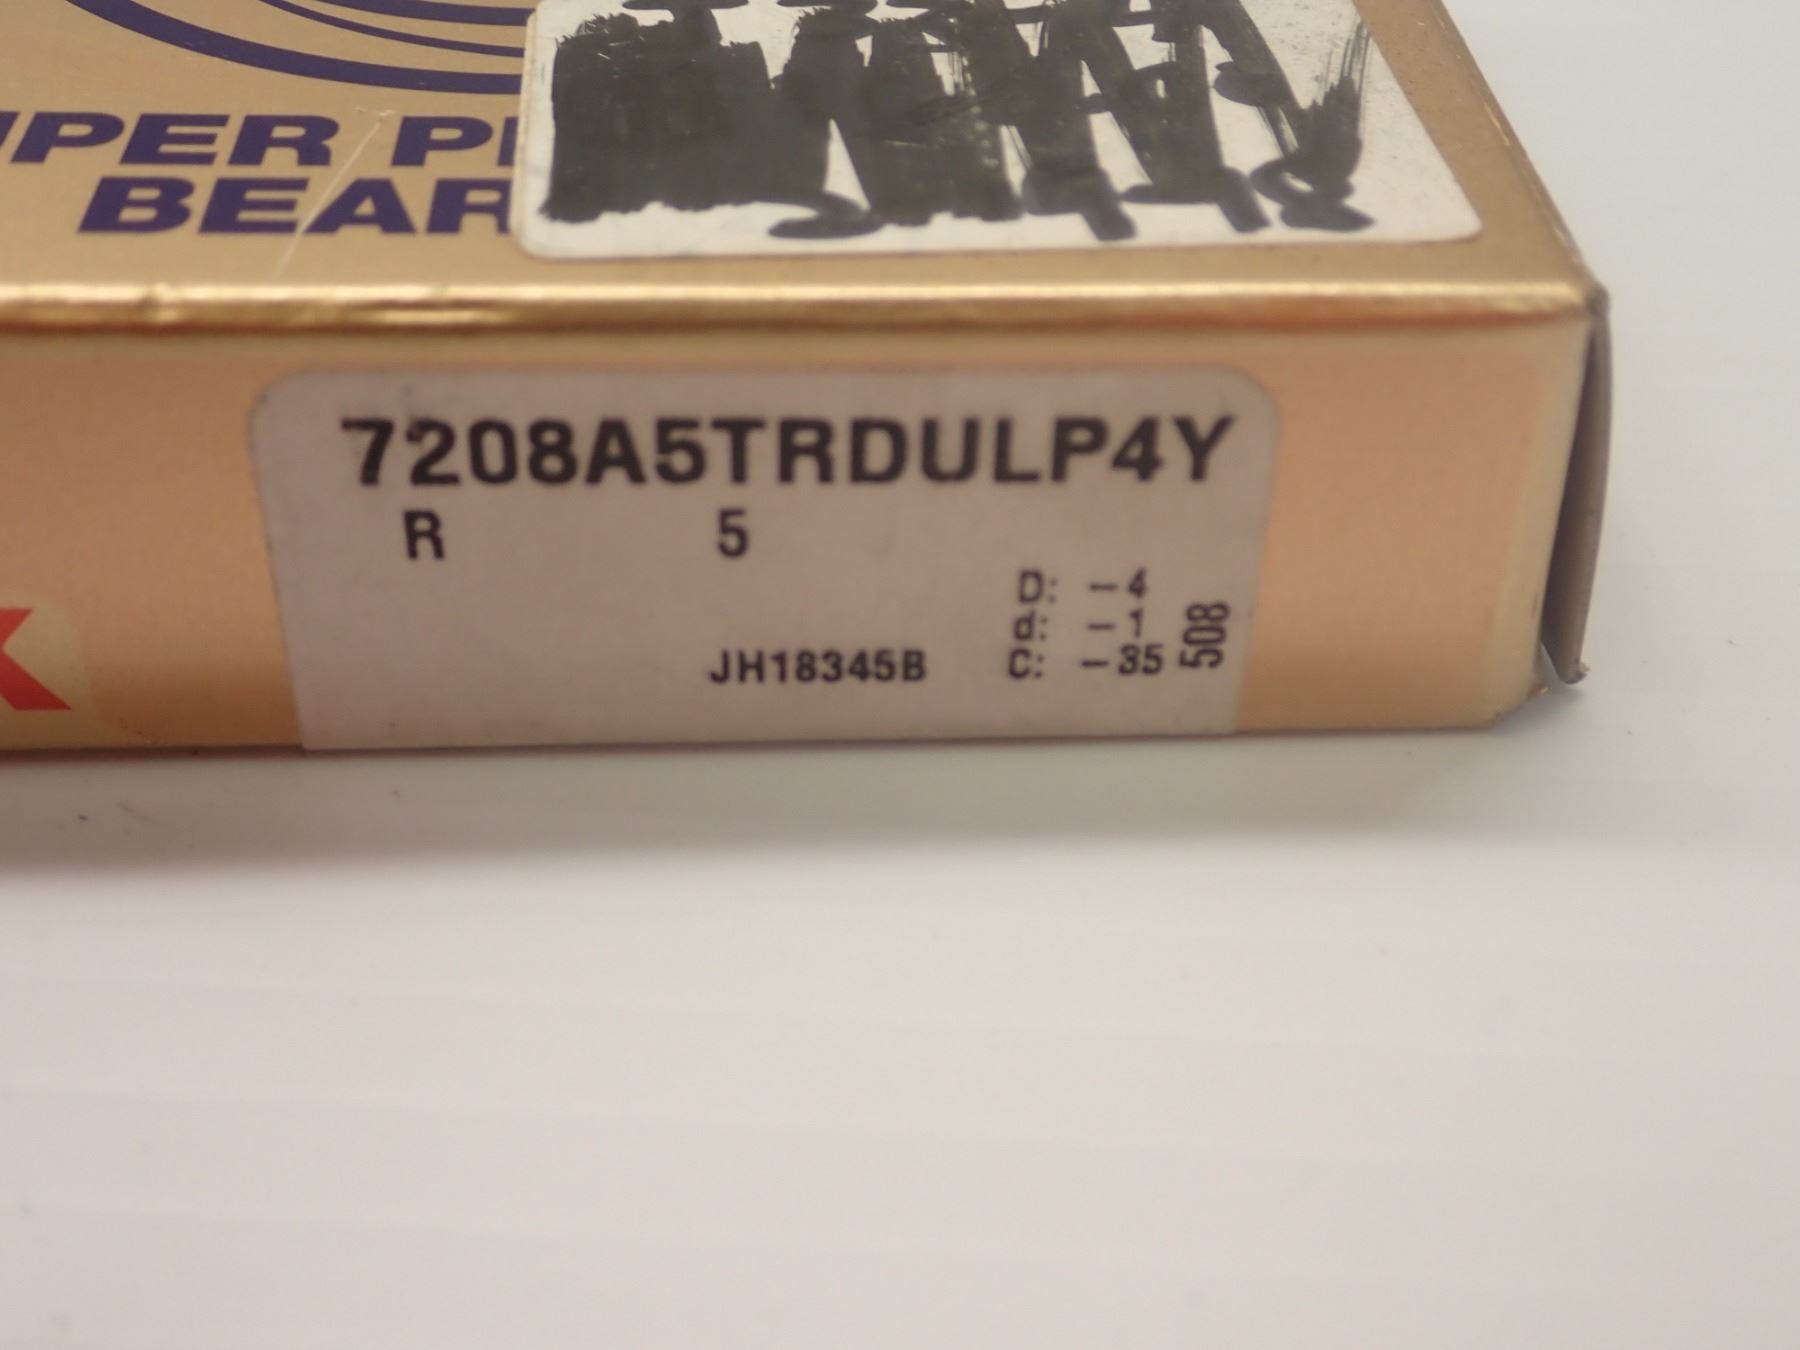 UPER P
BEAR
7208A5TRDULP4Y
R 5
D: -4
d: -1
JH18345B C: -35
508
K